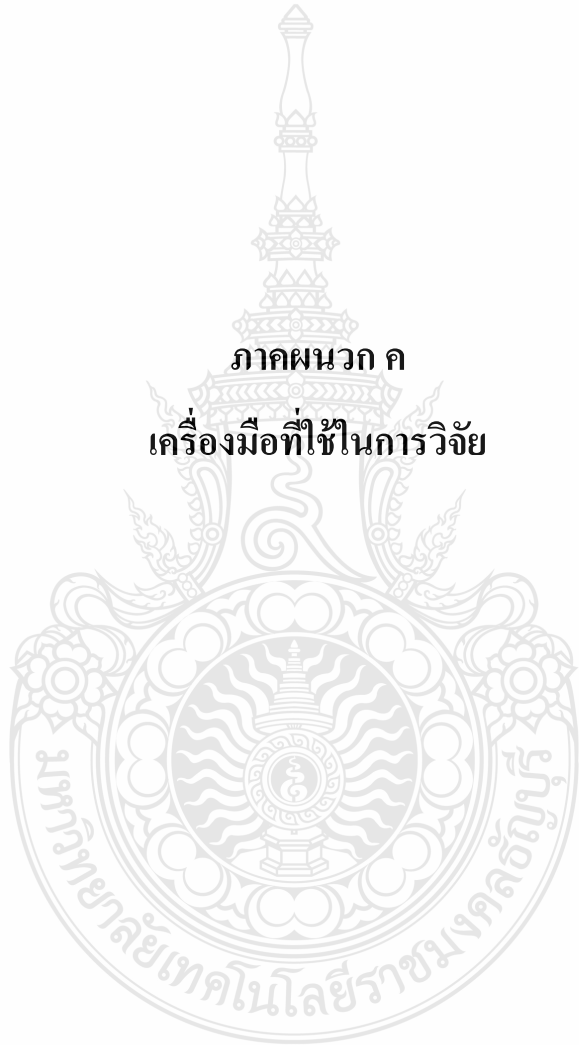 ภาคผนวก ค
เครื่องมือที่ใช้ในการวิจัย
มหาวิทยาลัยเทคโนโลยีราชมงคลธัญบุรี